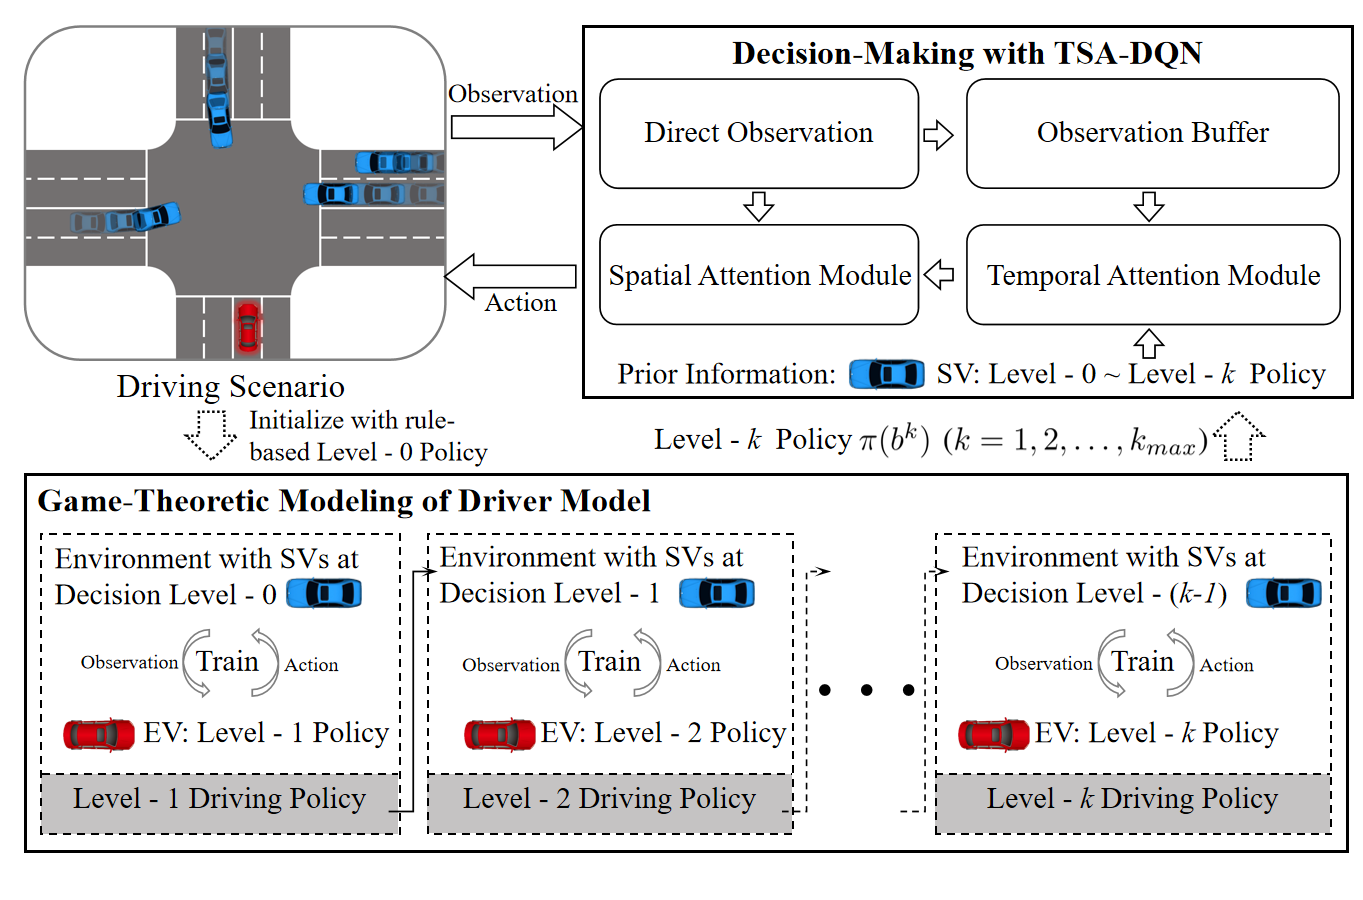 Decision-Making with TSA-DQN
Observation
Direct Observation
Observation Buffer
Spatial Attention Module
Temporal Attention Module
Action
Prior Information:
SV: Level - 0 ~ Level - k Policy
Driving Scenario
Initialize with rule-
based Level - 0 Policy
Level - k Policy π(b^k) (k = 1, 2, . . . , k_max)
Game-Theoretic Modeling of Driver Model
Environment with SVs at
Decision Level - 0
Observation
Train
Action
EV: Level - 1 Policy
Level - 1 Driving Policy
Environment with SVs at
Decision Level - 1
Observation
Train
Action
EV: Level - 2 Policy
Level - 2 Driving Policy
Environment with SVs at
Decision Level - (k-1)
Observation
Train
Action
EV: Level - k Policy
Level - k Driving Policy